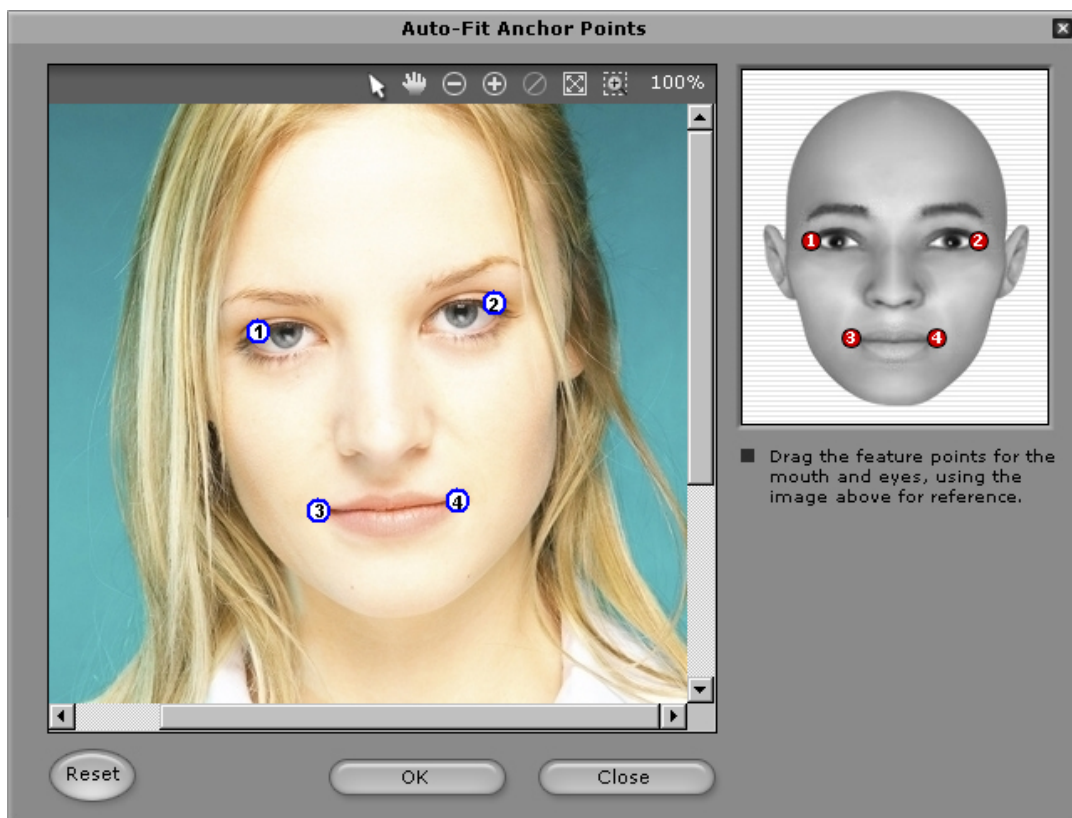 Auto-Fit Anchor Points
100%
1
2
3
4
1
2
3
4
Drag the feature points for the
mouth and eyes, using the
image above for reference.
Reset
OK
Close